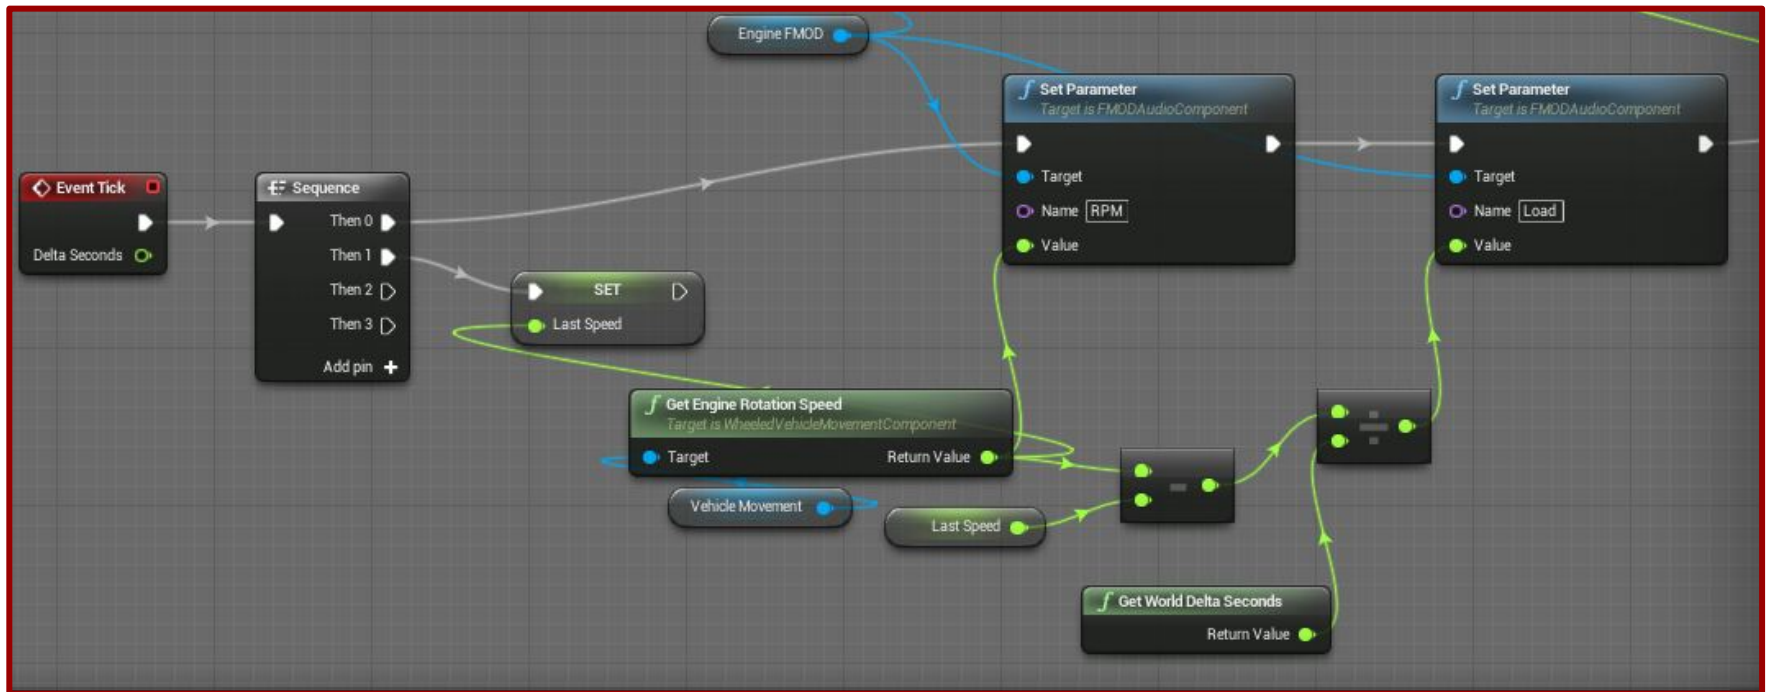 Engine FMOD
Set Parameter
Target is FMODAudioComponent
Target
Name RPM
Value
Set Parameter
Target is FMODAudioComponent
Target
Name Load
Value
Event Tick
Delta Seconds
Sequence
Then 0
Then 1
Then 2
Then 3
Add pin +
SET
Last Speed
Get Engine Rotation Speed
Target is WheeledVehicleMovementComponent
Target Return Value
Vehicle Movement
Last Speed
-
÷
Get World Delta Seconds
Return Value